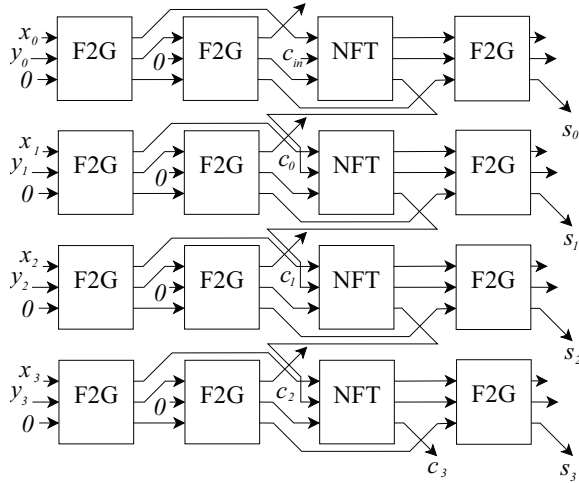 x0 F2G F2G NFT F2G
y0 0 cin
0
s0
x1 F2G F2G NFT F2G
y1 0 c0
0
s1
x2 F2G F2G NFT F2G
y2 0 c1
0
s2
x3 F2G F2G NFT F2G
y3 0 c2
0
c3 s3